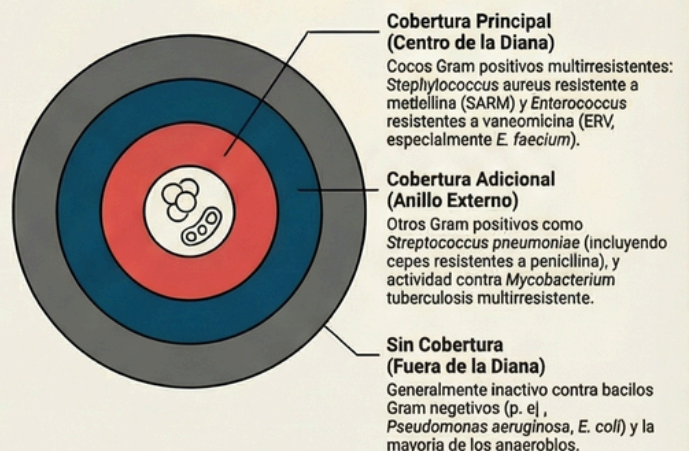 Cobertura Principal
(Centro de la Diana)
Cocos Gram positivos multirresistentes:
Stephylococcus aureus resistente a
metlellina (SARM) y Enterococcus
resistentes a vaneomicina (ERV,
especialmente E. faecium).
Cobertura Adicional
(Anillo Externo)
Otros Gram positivos como
Streptococcus pneumoniae (incluyendo
cepes resistentes a penicilina), y
actividad contra Mycobacterium
tuberculosis multirresistente.
Sin Cobertura
(Fuera de la Diana)
Generalmente inactivo contra bacilos
Gram negetivos (p. ej ,
Pseudomonas aeruginosa, E. coli) y la
mayoria de los anaeroblos.